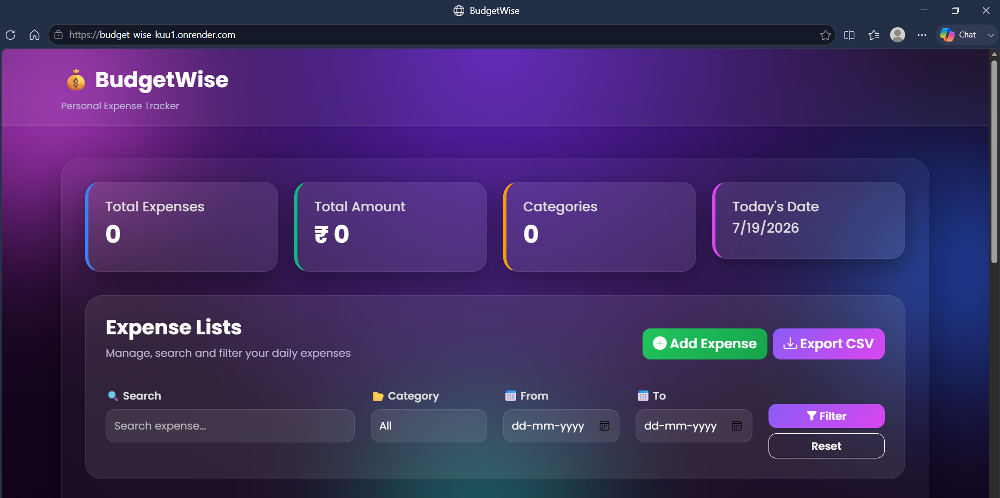 BudgetWise
https://budget-wise-kuu1.onrender.com
Chat
BudgetWise
Personal Expense Tracker
Total Expenses
0
Total Amount
₹ 0
Categories
0
Today's Date
7/19/2026
Expense Lists
Manage, search and filter your daily expenses
Add Expense
Export CSV
Search
Search expense...
Category
All
From
dd-mm-yyyy
To
dd-mm-yyyy
Filter
Reset